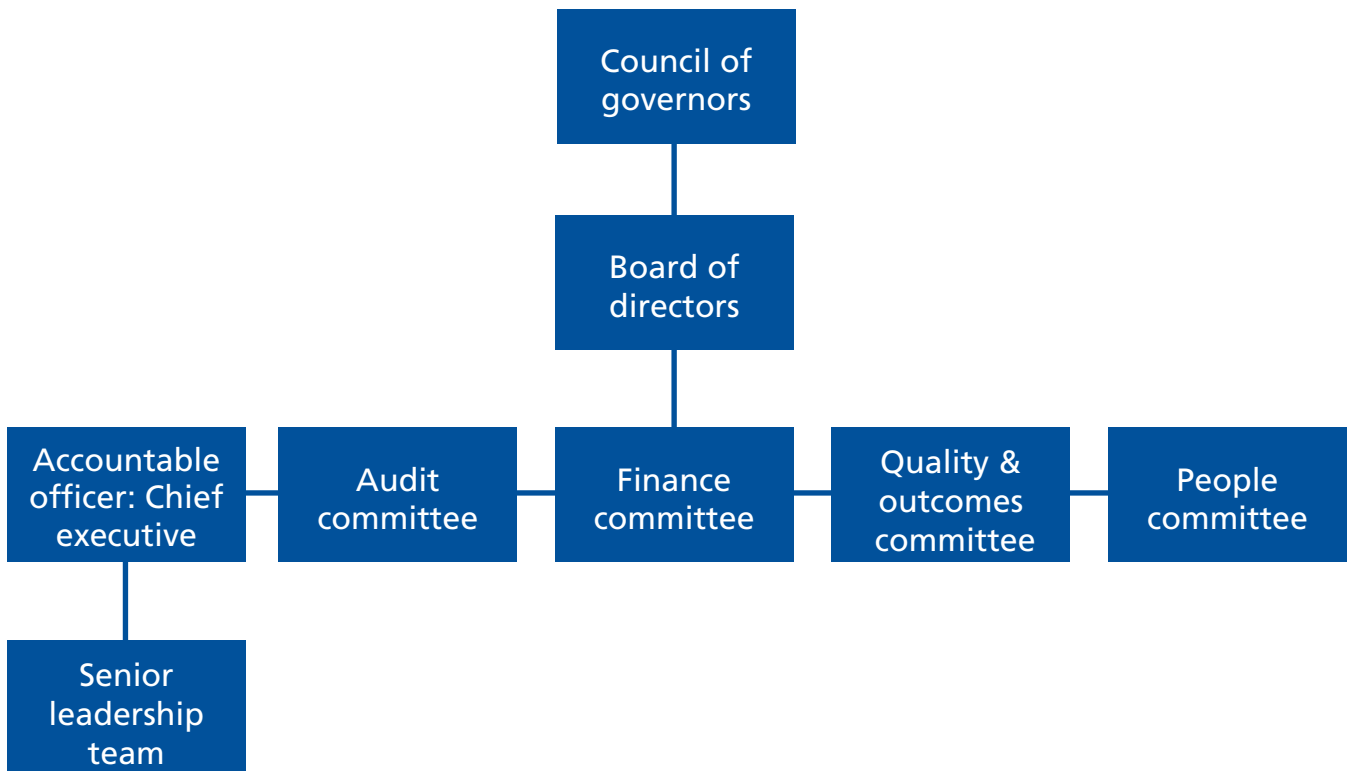 Council of
governors
Board of
directors
Accountable
officer: Chief
executive
Audit
committee
Finance
committee
Quality &
outcomes
committee
People
committee
Senior
leadership
team